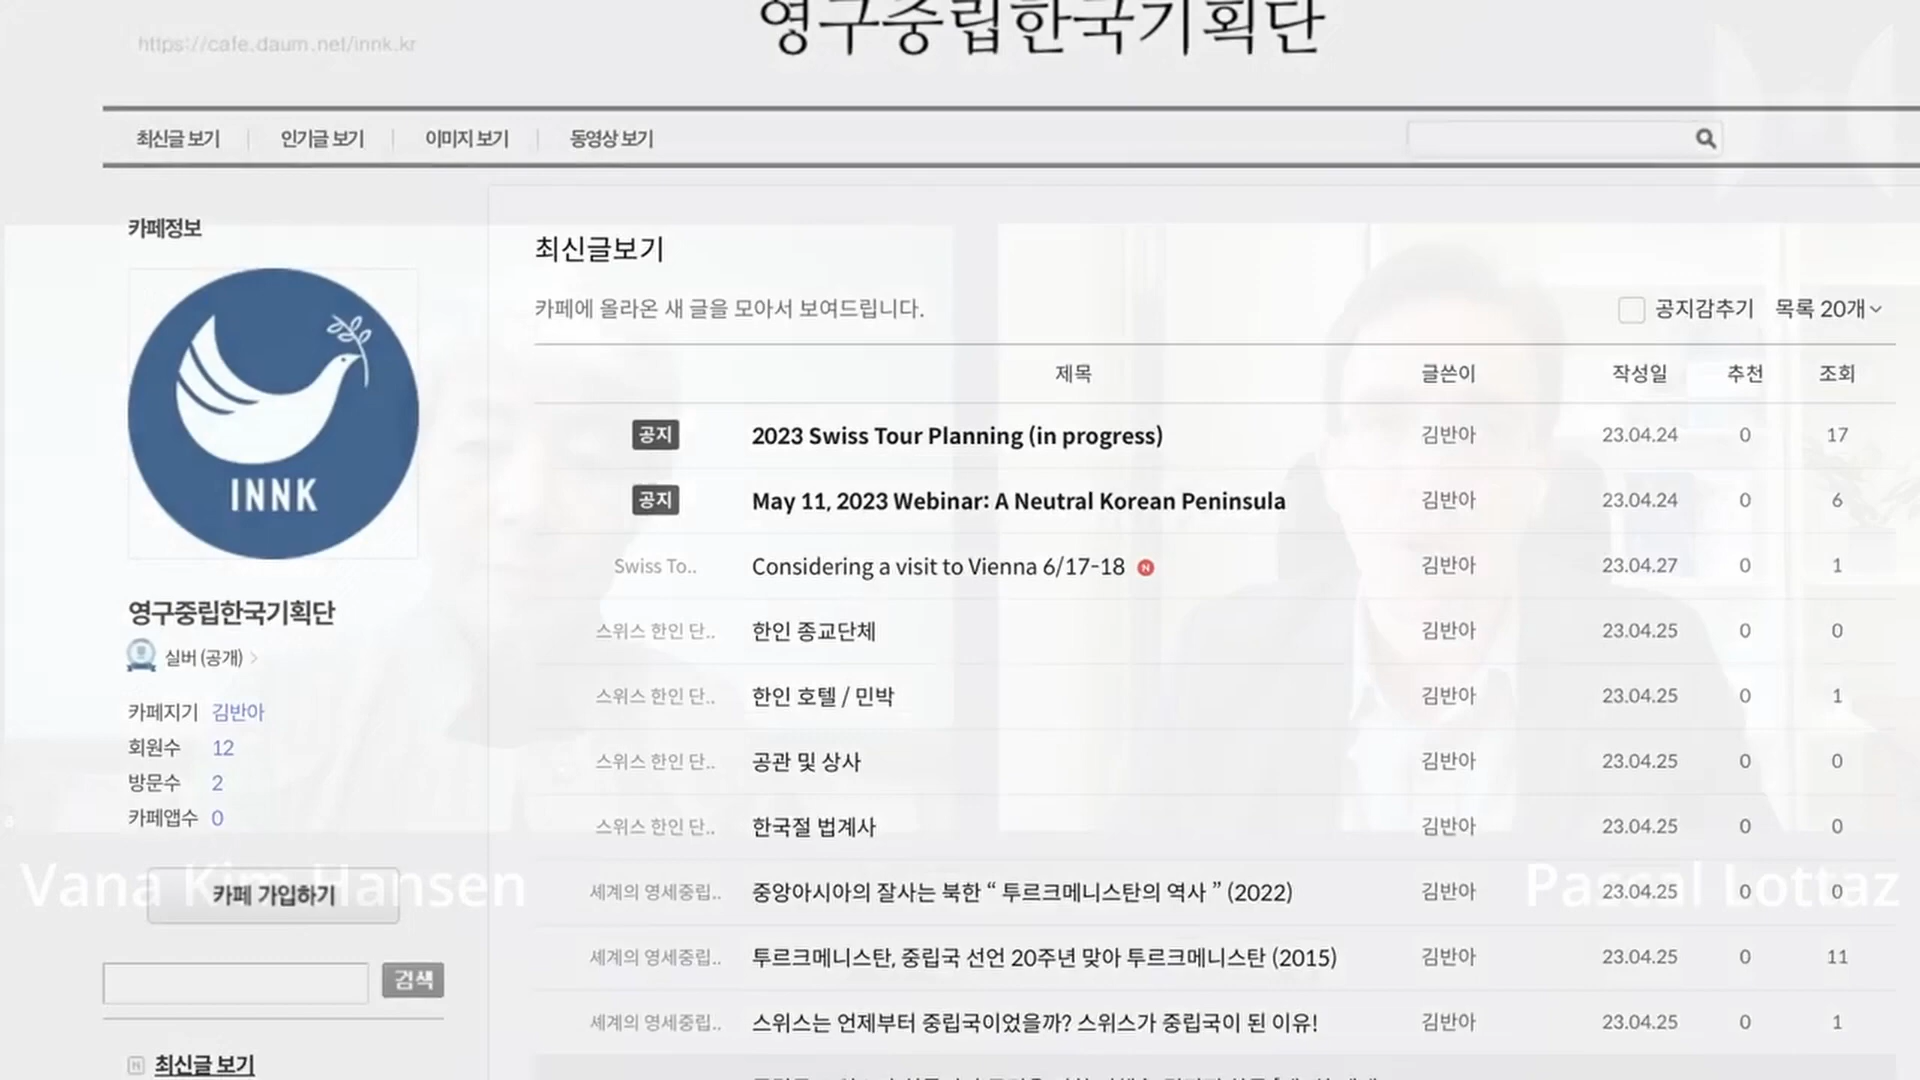 영구중립한국기획단
https://cafe.daum.net/innk.kr
최신글 보기 인기글 보기 이미지 보기 동영상 보기
카페정보
INNK
영구중립한국기획단
실버 (공개)
카페지기 김반아
회원수 12
방문수 2
카페앱수 0
카페 가입하기
검색
최신글 보기
최신글보기
카페에 올라온 새 글을 모아서 보여드립니다.
공지감추기 목록 20개
제목 글쓴이 작성일 추천 조회
공지 2023 Swiss Tour Planning (in progress) 김반아 23.04.24 0 17
공지 May 11, 2023 Webinar: A Neutral Korean Peninsula 김반아 23.04.24 0 6
Swiss To.. Considering a visit to Vienna 6/17-18 N 김반아 23.04.27 0 1
스위스 한인 단.. 한인 종교단체 김반아 23.04.25 0 0
스위스 한인 단.. 한인 호텔 / 민박 김반아 23.04.25 0 1
스위스 한인 단.. 공관 및 상사 김반아 23.04.25 0 0
스위스 한인 단.. 한국절 법계사 김반아 23.04.25 0 0
세계의 영세중립.. 중앙아시아의 잘사는 북한 “ 투르크메니스탄의 역사 ” (2022) 김반아 23.04.25 0 0
세계의 영세중립.. 투르크메니스탄, 중립국 선언 20주년 맞아 투르크메니스탄 (2015) 김반아 23.04.25 0 11
세계의 영세중립.. 스위스는 언제부터 중립국이었을까? 스위스가 중립국이 된 이유! 김반아 23.04.25 0 1
Vana Kim Hansen
Pascal Lottaz